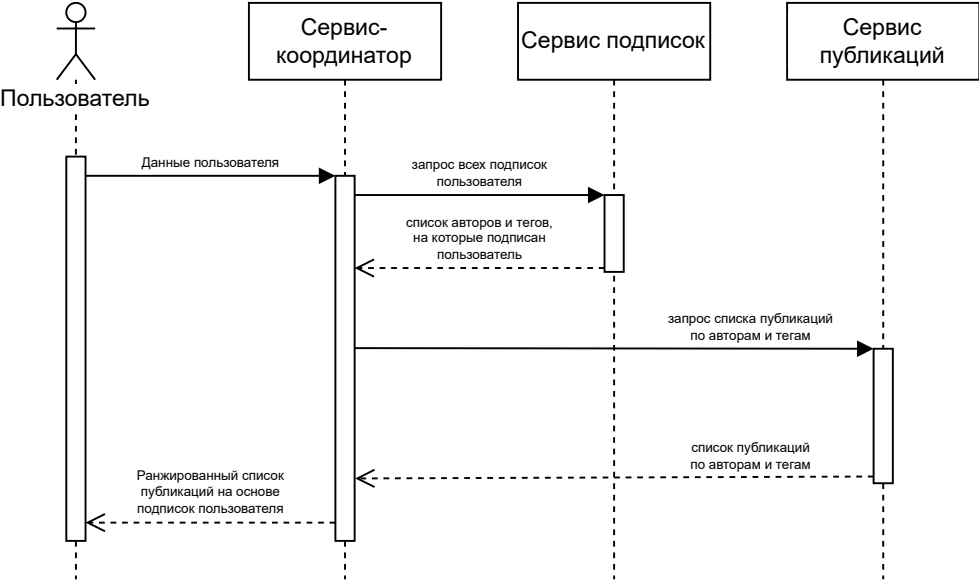 Сервис-
координатор
Сервис подписок
Сервис
публикаций
Пользователь
Данные пользователя
запрос всех подписок
пользователя
список авторов и тегов,
на которые подписан
пользователь
запрос списка публикаций
по авторам и тегам
список публикаций
по авторам и тегам
Ранжированный список
публикаций на основе
подписок пользователя